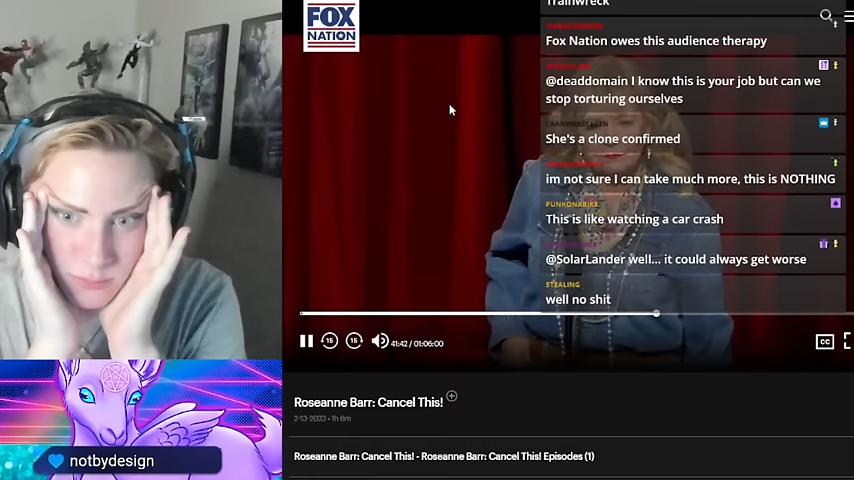 FOX
NATION
Trainwreck
Fox Nation owes this audience therapy
@deaddomain I know this is your job but can we
stop torturing ourselves
She's a clone confirmed
im not sure I can take much more, this is NOTHING
PUNKONABIKE
This is like watching a car crash
@SolarLander well... it could always get worse
STEALING
well no shit
15
15
41:42 / 01:06:00
CC
Roseanne Barr: Cancel This!
2-13-2023 • 1h 6m
Roseanne Barr: Cancel This! - Roseanne Barr: Cancel This! Episodes (1)
notbydesign